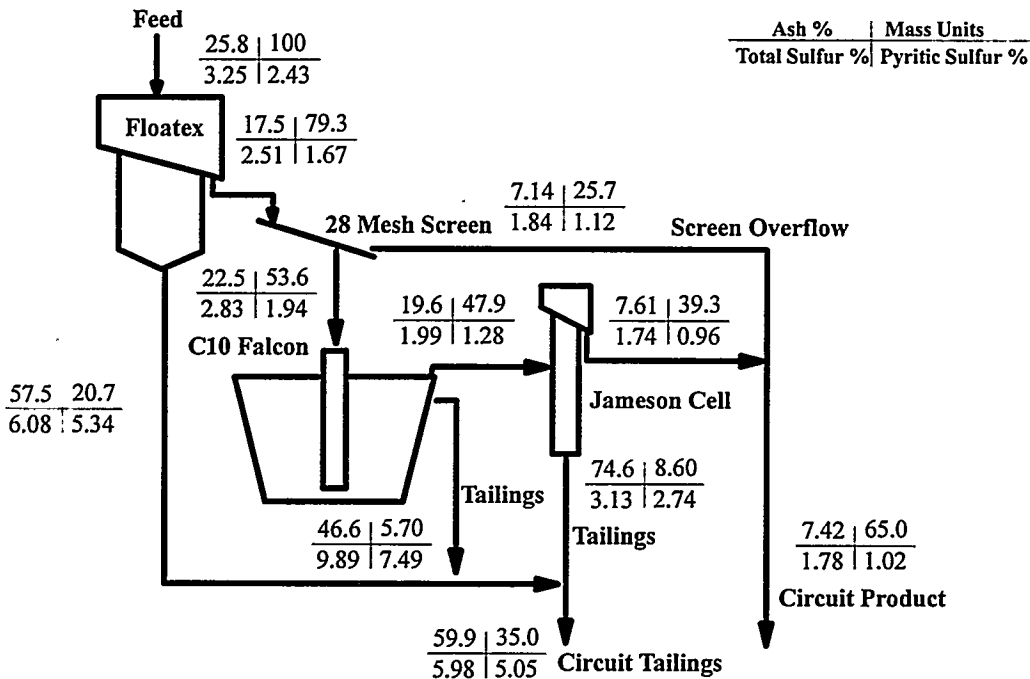 Feed
25.8 | 100
3.25 | 2.43
Ash % | Mass Units
Total Sulfur % | Pyritic Sulfur %
Floatex
17.5 | 79.3
2.51 | 1.67
28 Mesh Screen
7.14 | 25.7
1.84 | 1.12
Screen Overflow
22.5 | 53.6
2.83 | 1.94
C10 Falcon
19.6 | 47.9
1.99 | 1.28
7.61 | 39.3
1.74 | 0.96
57.5 | 20.7
6.08 | 5.34
Jameson Cell
Tailings
46.6 | 5.70
9.89 | 7.49
74.6 | 8.60
3.13 | 2.74
Tailings
7.42 | 65.0
1.78 | 1.02
Circuit Product
59.9 | 35.0
5.98 | 5.05
Circuit Tailings